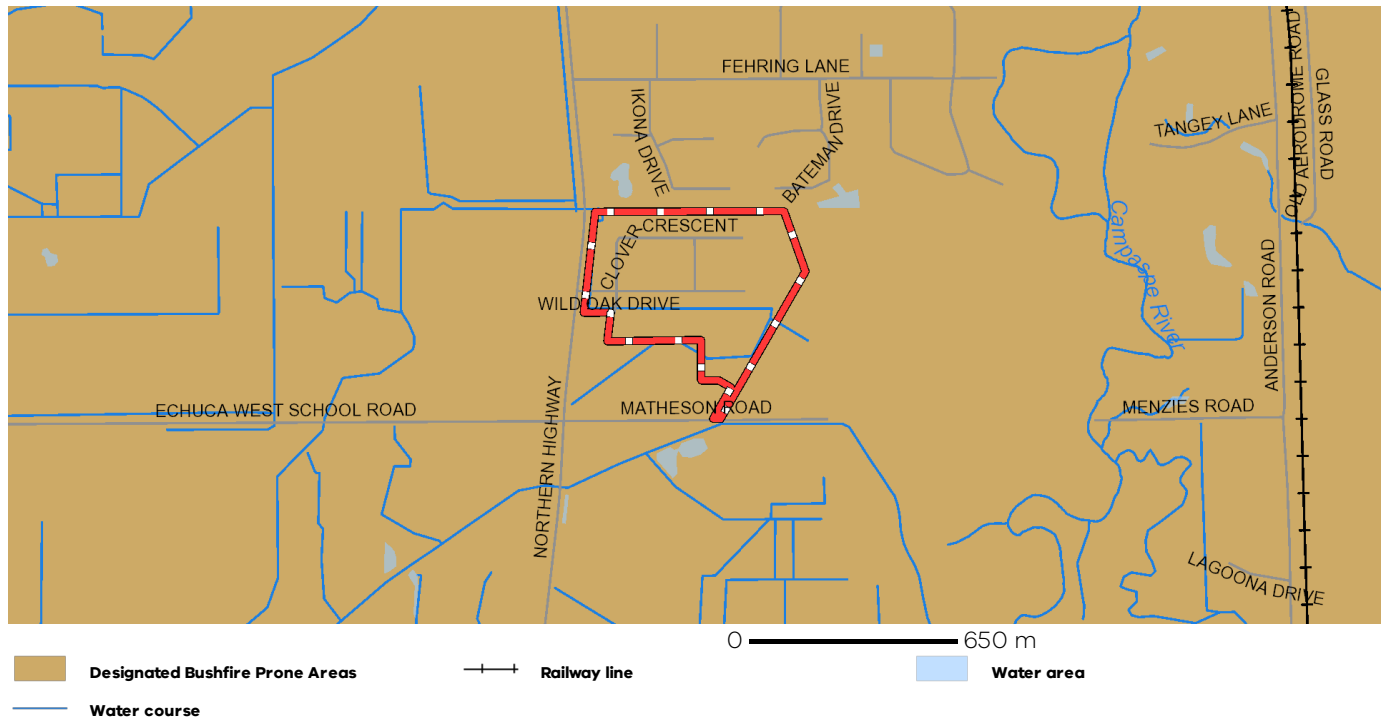 FEHRING LANE
IKONA DRIVE
BATEMAN DRIVE
TANGEY LANE
OLD AERODROME ROAD
GLASS ROAD
CLOVER CRESCENT
Campaspe River
WILD OAK DRIVE
ANDERSON ROAD
ECHUCA WEST SCHOOL ROAD
NORTHERN HIGHWAY
MATHESON ROAD
MENZIES ROAD
LAGOONA DRIVE
0 650 m
Designated Bushfire Prone Areas
Railway line
Water area
Water course